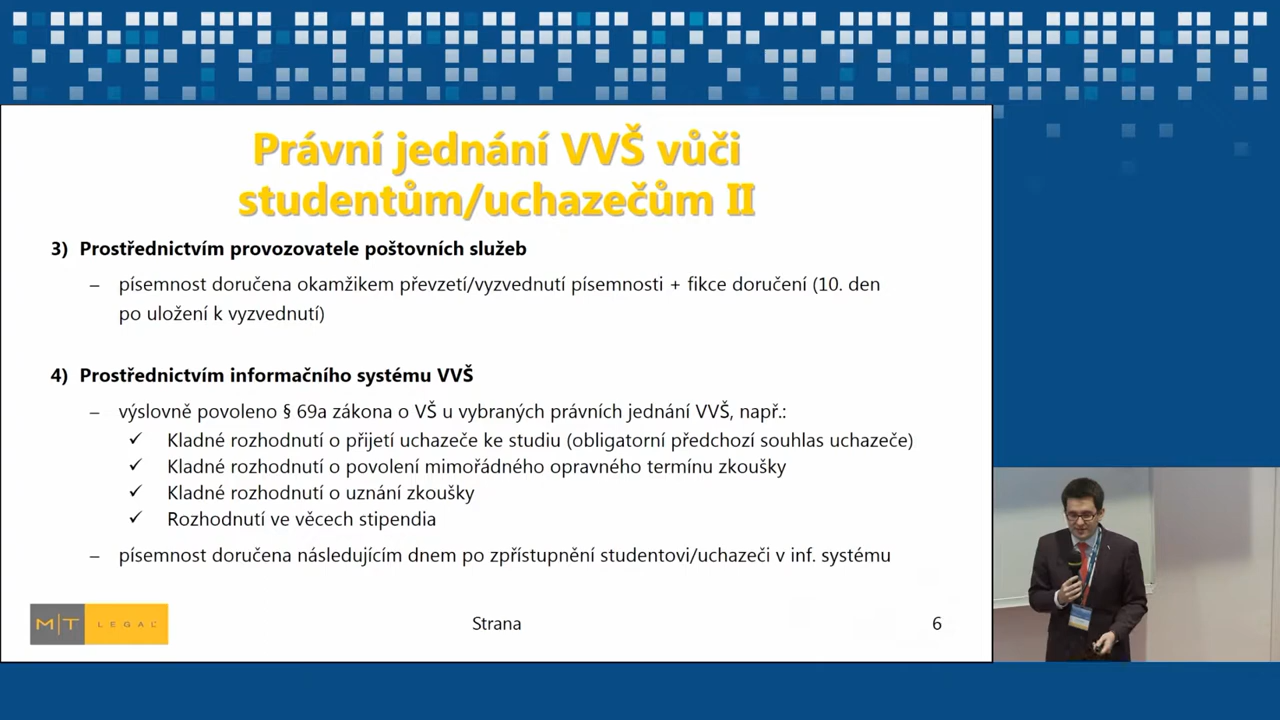 Právní jednání VVŠ vůči
studentům/uchazečům II
3) Prostřednictvím provozovatele poštovních služeb
– písemnost doručena okamžikem převzetí/vyzvednutí písemnosti + fikce doručení (10. den
po uložení k vyzvednutí)
4) Prostřednictvím informačního systému VVŠ
– výslovně povoleno § 69a zákona o VŠ u vybraných právních jednání VVŠ, např.:
✓ Kladné rozhodnutí o přijetí uchazeče ke studiu (obligatorní předchozí souhlas uchazeče)
✓ Kladné rozhodnutí o povolení mimořádného opravného termínu zkoušky
✓ Kladné rozhodnutí o uznání zkoušky
✓ Rozhodnutí ve věcech stipendia
– písemnost doručena následujícím dnem po zpřístupnění studentovi/uchazeči v inf. systému
M|T LEGAL
Strana
6